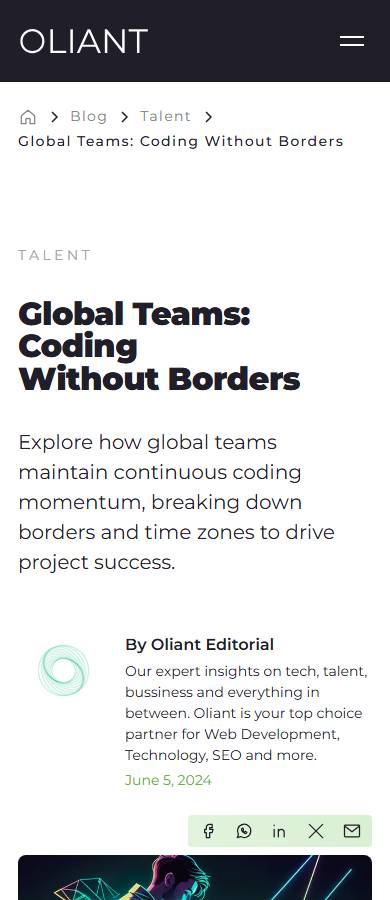 OLIANT
Blog Talent
Global Teams: Coding Without Borders
TALENT
Global Teams:
Coding
Without Borders
Explore how global teams
maintain continuous coding
momentum, breaking down
borders and time zones to drive
project success.
By Oliant Editorial
Our expert insights on tech, talent,
bussiness and everything in
between. Oliant is your top choice
partner for Web Development,
Technology, SEO and more.
June 5, 2024
in